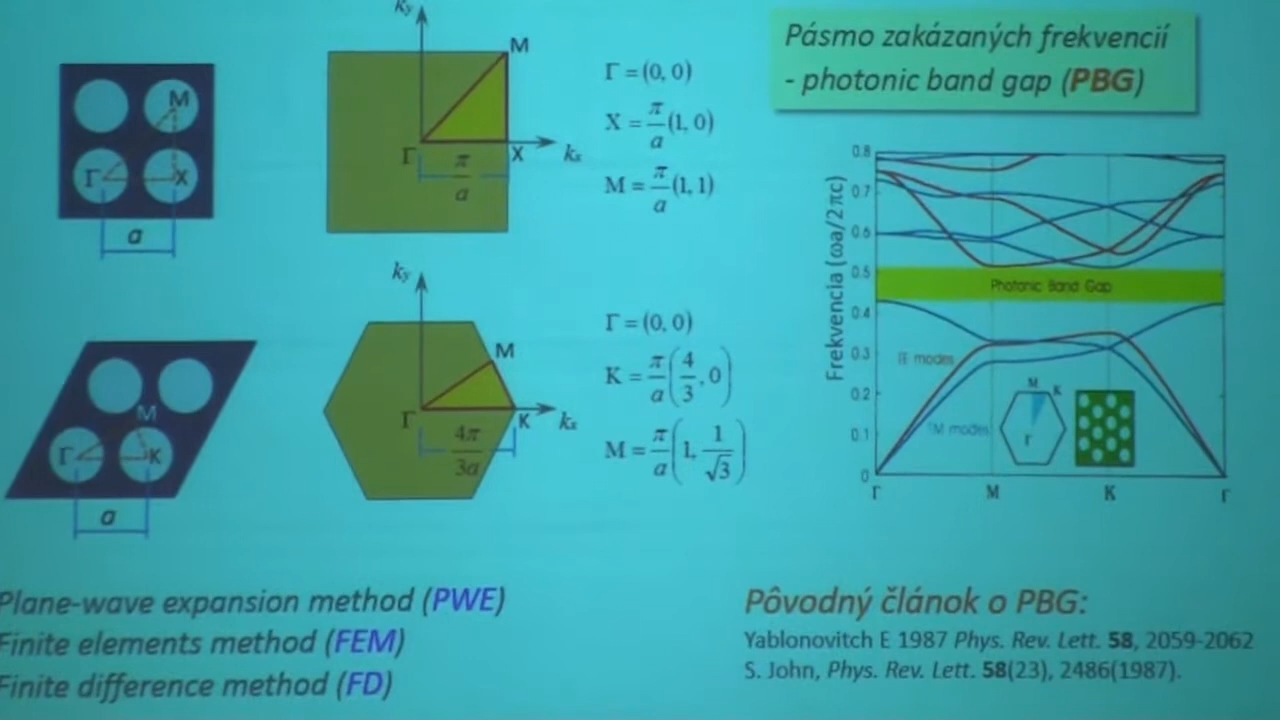 Pásmo zakázaných frekvencií
- photonic band gap (PBG)
M
Γ
X
a
ky
M
Γ
X
kx
π
a
Γ = (0, 0)
X = π/a (1, 0)
M = π/a (1, 1)
M
Γ
K
a
ky
M
Γ
K
kx
4π
3a
Γ = (0, 0)
K = π/a (4/3, 0)
M = π/a (1, 1/√3)
Frekvencia (ωa/2πc)
0.8
0.7
0.6
0.5
0.4
0.3
0.2
0.1
0
Photonic Band Gap
TE modes
TM modes
M
K
Γ
Γ
M
K
Γ
Plane-wave expansion method (PWE)
Finite elements method (FEM)
Finite difference method (FD)
Pôvodný článok o PBG:
Yablonovitch E 1987 Phys. Rev. Lett. 58, 2059-2062
S. John, Phys. Rev. Lett. 58(23), 2486(1987).